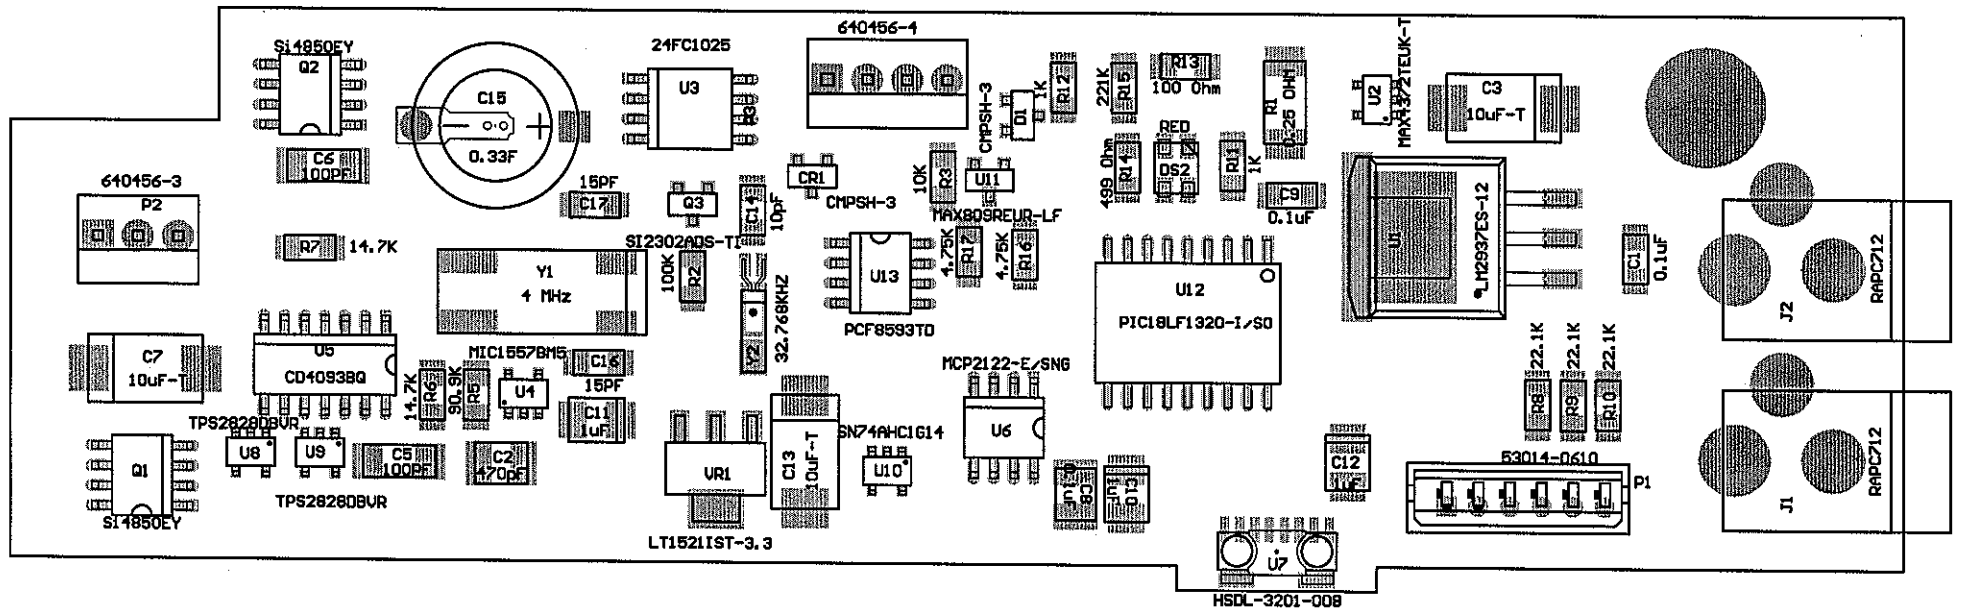 Si4850EY
Q2
C6
100PF
C15
0.33F
24FC1025
U3
640456-4
1K
R12
D1
CMPSH-3
221K
R15
R13
100 Ohm
R1
0.25 OHM
U2
MAX4372TEUK-T
C3
10uF-T
640456-3
P2
R7
14.7K
15PF
C17
Q3
SI2302ADS-T1
C14
10pF
CR1
CMPSH-3
10K
R3
U11
MAX809REUR-LF
499 Ohm
R14
RED
DS2
R11
1K
C9
0.1uF
U1
LM2937ES-12
C1
0.1uF
J2
RAPC712
Y1
4 MHz
100K
R2
Y2
32.768KHZ
U13
PCF8593TD
4.75K
R17
4.75K
R16
U12
PIC18LF1320-I/SO
C7
10uF-T
U5
CD4093BQ
14.7K
R6
90.9K
R5
MIC1557BM5
U4
C16
15PF
C11
1uF
MCP2122-E/SNG
U6
22.1K
R8
22.1K
R9
22.1K
R10
J1
RAPC712
TPS2828DBVR
U8
U9
TPS2828DBVR
Q1
Si4850EY
C5
100PF
C2
470pF
VR1
LT1521IST-3.3
C13
10uF-T
SN74AHC1G14
U10
C8
C10
1uF
C12
1uF
53014-0610
P1
U7
HSDL-3201-008